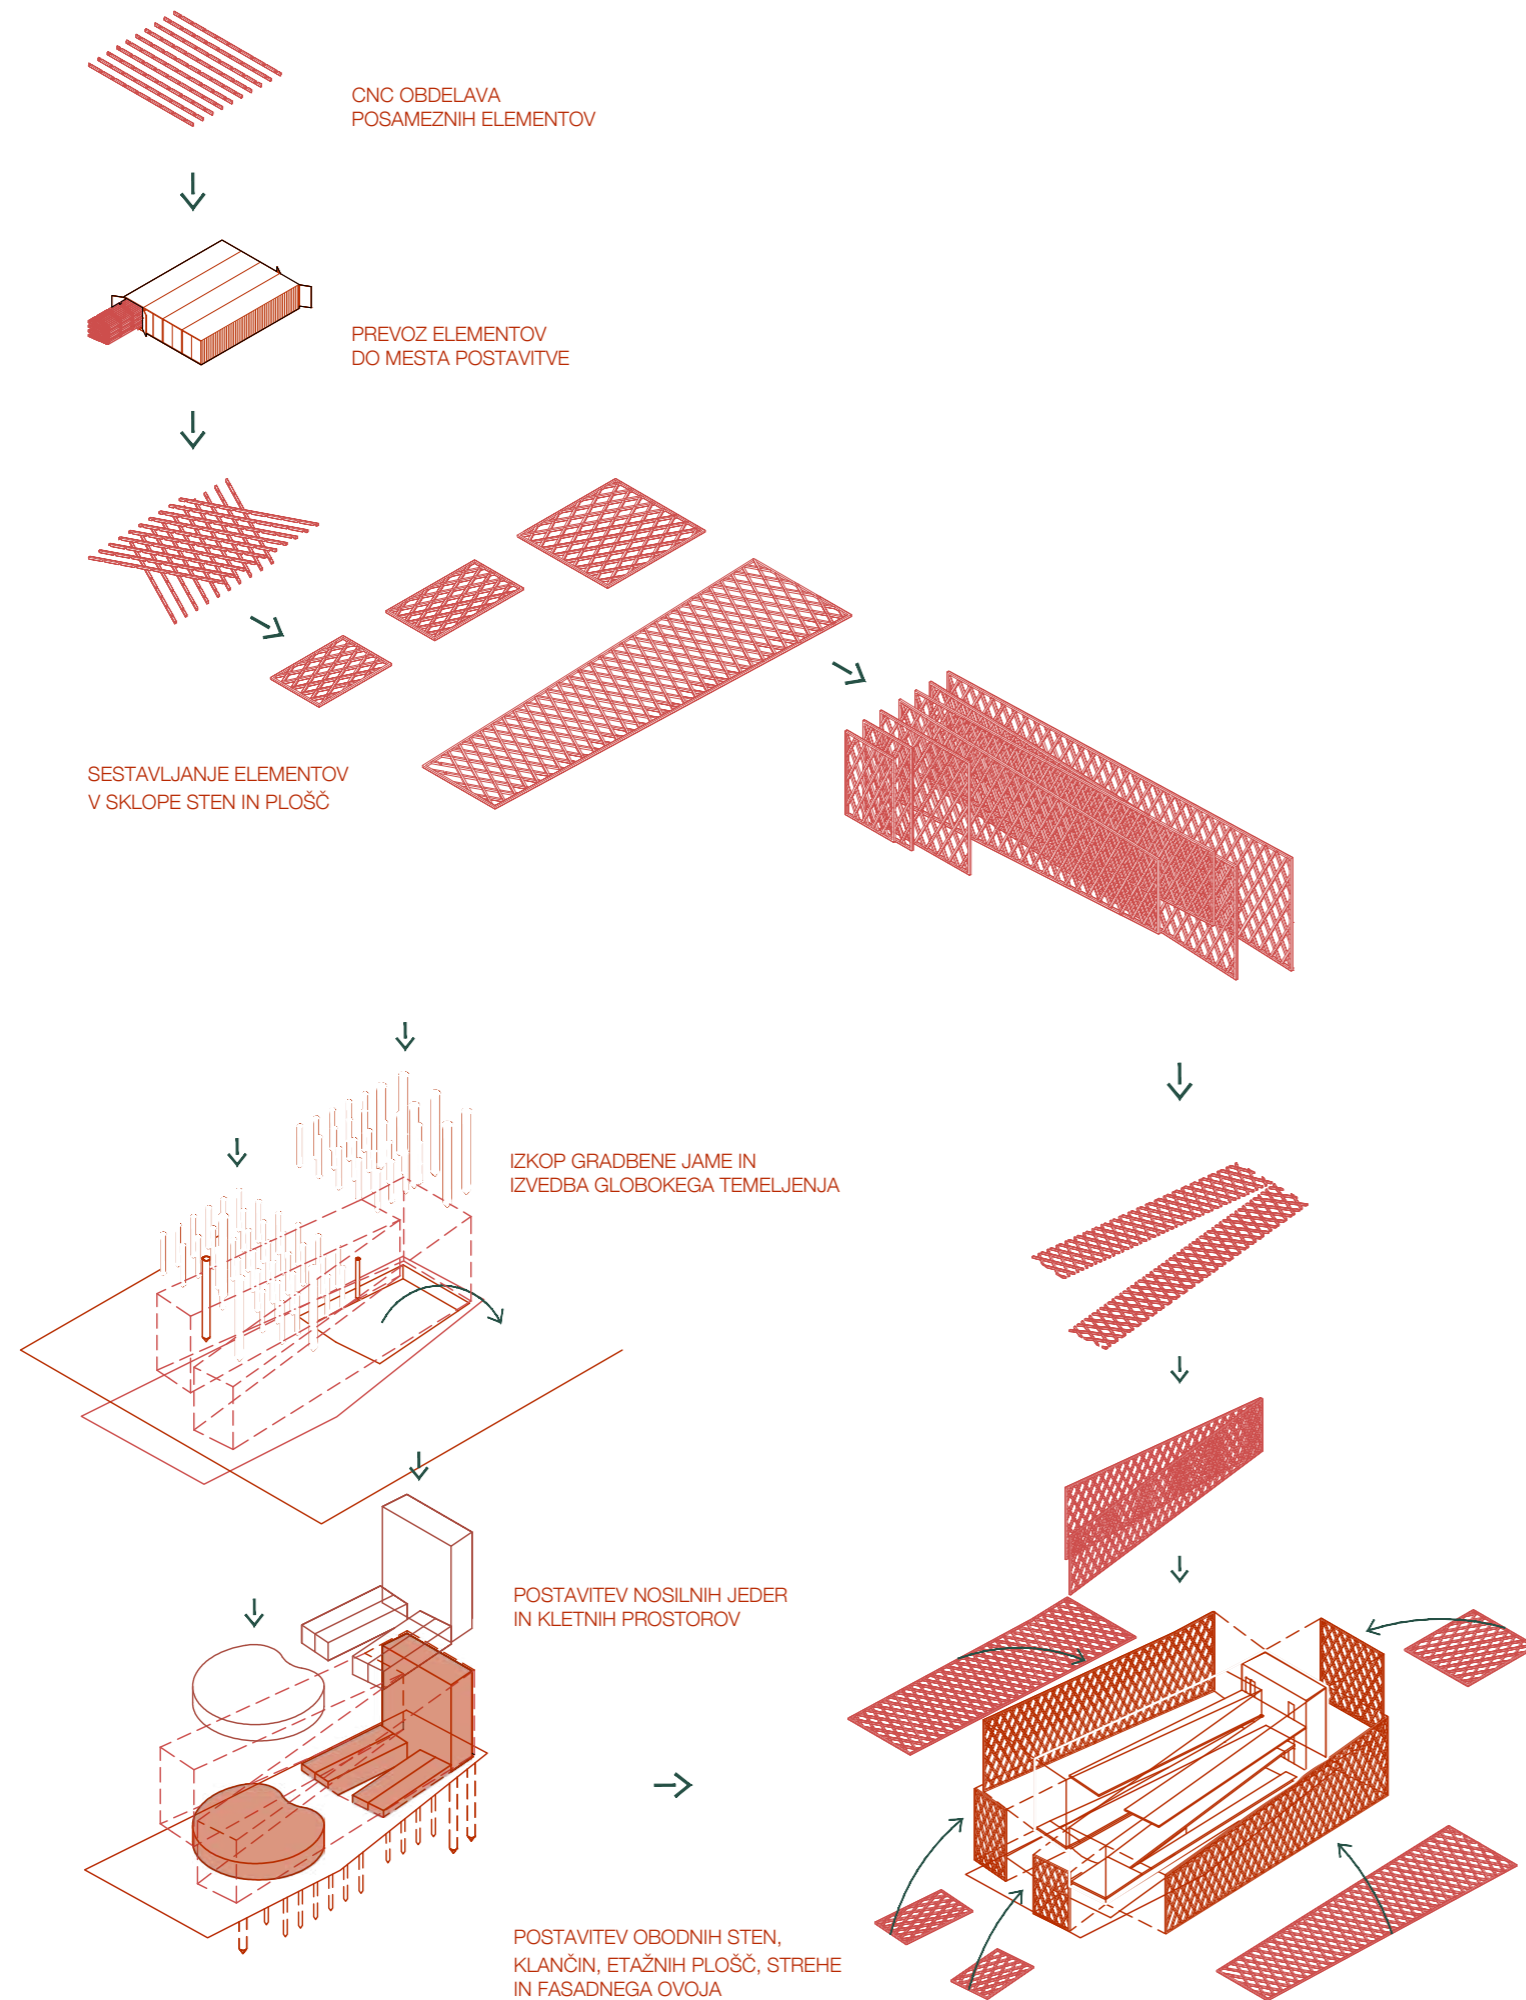 CNC OBDELAVA
POSAMEZNIH ELEMENTOV
PREVOZ ELEMENTOV
DO MESTA POSTAVITVE
SESTAVLJANJE ELEMENTOV
V SKLOPE STEN IN PLOŠČ
IZKOP GRADBENE JAME IN
IZVEDBA GLOBOKEGA TEMELJENJA
POSTAVITEV NOSILNIH JEDER
IN KLETNIH PROSTOROV
POSTAVITEV OBODNIH STEN,
KLANČIN, ETAŽNIH PLOŠČ, STREHE
IN FASADNEGA OVOJA